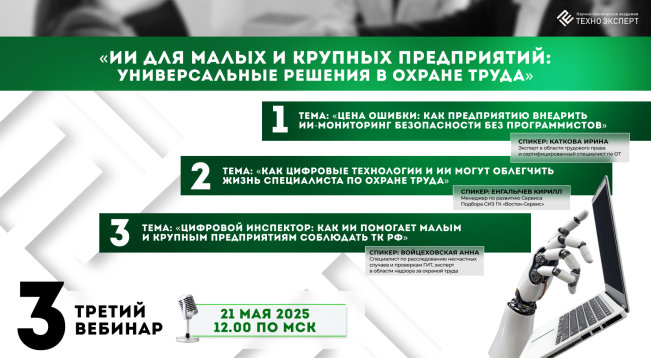 Научно-техническая академия
ТЕХНО ЭКСПЕРТ
«ИИ ДЛЯ МАЛЫХ И КРУПНЫХ ПРЕДПРИЯТИЙ:
УНИВЕРСАЛЬНЫЕ РЕШЕНИЯ В ОХРАНЕ ТРУДА»
1
ТЕМА: «ЦЕНА ОШИБКИ: КАК ПРЕДПРИЯТИЮ ВНЕДРИТЬ
ИИ-МОНИТОРИНГ БЕЗОПАСНОСТИ БЕЗ ПРОГРАММИСТОВ»
СПИКЕР: КАТКОВА ИРИНА
Эксперт в области трудового права
и сертифицированный специалист по ОТ
2
ТЕМА: «КАК ЦИФРОВЫЕ ТЕХНОЛОГИИ И ИИ МОГУТ ОБЛЕГЧИТЬ
ЖИЗНЬ СПЕЦИАЛИСТА ПО ОХРАНЕ ТРУДА»
СПИКЕР: ЕНГАЛЫЧЕВ КИРИЛЛ
Менеджер по развитию Сервиса
Подбора СИЗ ГК «Восток-Сервис»
3
ТЕМА: «ЦИФРОВОЙ ИНСПЕКТОР: КАК ИИ ПОМОГАЕТ МАЛЫМ
И КРУПНЫМ ПРЕДПРИЯТИЯМ СОБЛЮДАТЬ ТК РФ»
СПИКЕР: ВОЙЦЕХОВСКАЯ АННА
Специалист по расследованию несчастных
случаев и проверкам ГИТ, эксперт
в области надзора за охраной труда
3
ТРЕТИЙ
ВЕБИНАР
21 МАЯ 2025
12.00 ПО МСК